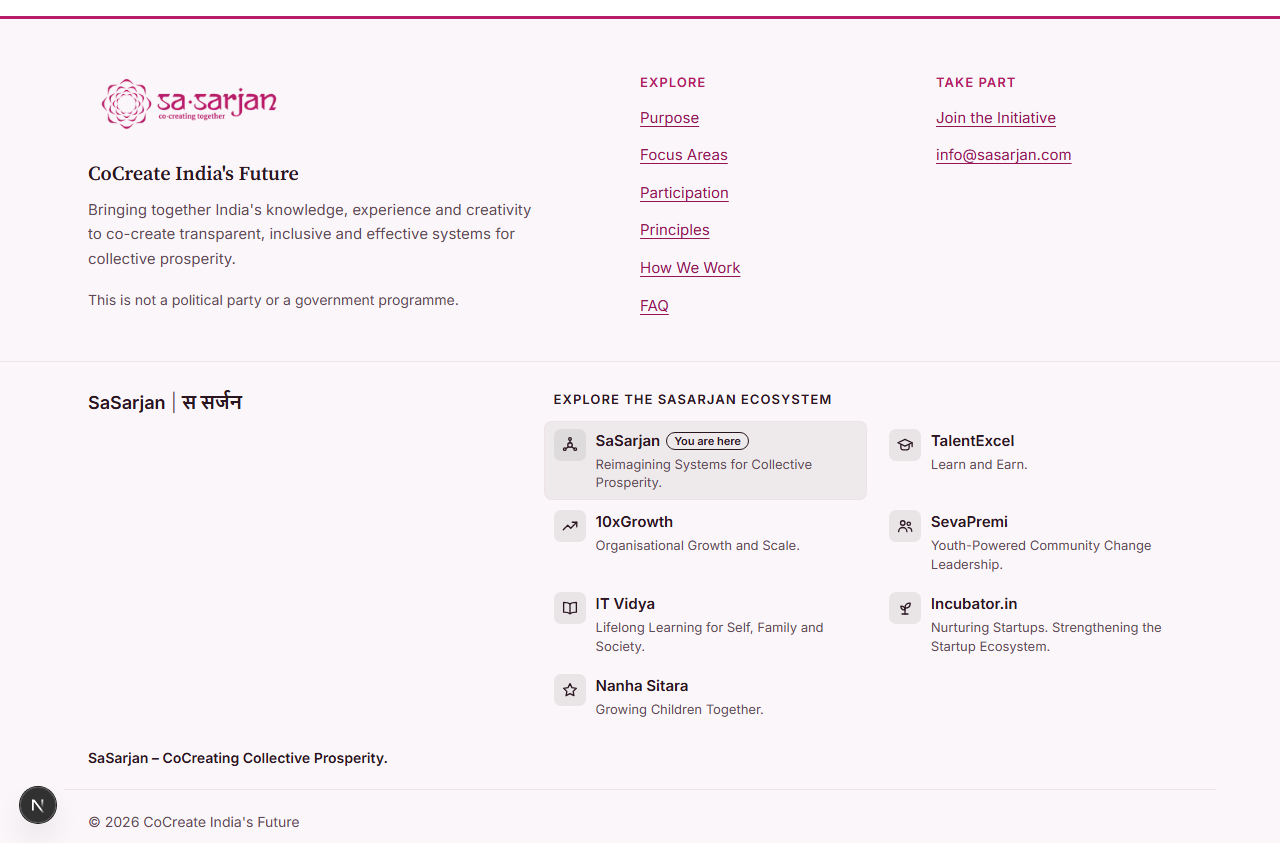 sa·sarjan
co-creating together
CoCreate India's Future
Bringing together India's knowledge, experience and creativity
to co-create transparent, inclusive and effective systems for
collective prosperity.
This is not a political party or a government programme.
EXPLORE
Purpose
Focus Areas
Participation
Principles
How We Work
FAQ
TAKE PART
Join the Initiative
info@sasarjan.com
SaSarjan | स सर्जन
EXPLORE THE SASARJAN ECOSYSTEM
SaSarjan You are here
Reimagining Systems for Collective
Prosperity.
TalentExcel
Learn and Earn.
10xGrowth
Organisational Growth and Scale.
SevaPremi
Youth-Powered Community Change
Leadership.
IT Vidya
Lifelong Learning for Self, Family and
Society.
Incubator.in
Nurturing Startups. Strengthening the
Startup Ecosystem.
Nanha Sitara
Growing Children Together.
SaSarjan – CoCreating Collective Prosperity.
N
© 2026 CoCreate India's Future